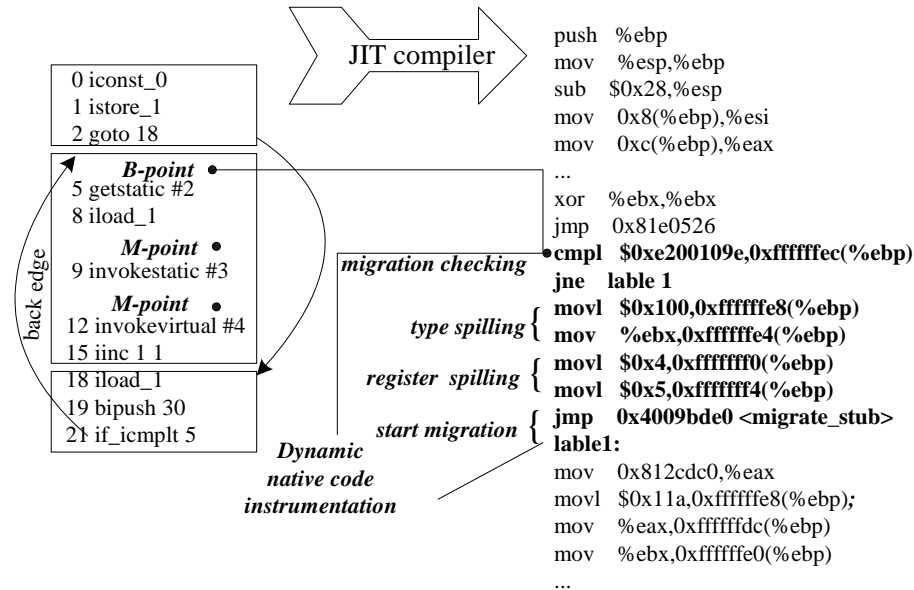 JIT compiler
0 iconst_0
1 istore_1
2 goto 18
B-point
5 getstatic #2
8 iload_1
M-point
9 invokestatic #3
M-point
12 invokevirtual #4
15 iinc 1 1
18 iload_1
19 bipush 30
21 if_icmplt 5
back edge
migration checking
type spilling {
register spilling {
start migration {
Dynamic
native code
instrumentation
push %ebp
mov %esp,%ebp
sub $0x28,%esp
mov 0x8(%ebp),%esi
mov 0xc(%ebp),%eax
...
xor %ebx,%ebx
jmp 0x81e0526
cmpl $0xe200109e,0xffffffec(%ebp)
jne lable 1
movl $0x100,0xffffffe8(%ebp)
mov %ebx,0xffffffe4(%ebp)
movl $0x4,0xfffffff0(%ebp)
movl $0x5,0xfffffff4(%ebp)
jmp 0x4009bde0 <migrate_stub>
lable1:
mov 0x812cdc0,%eax
movl $0x11a,0xffffffe8(%ebp);
mov %eax,0xffffffdc(%ebp)
mov %ebx,0xffffffe0(%ebp)
...